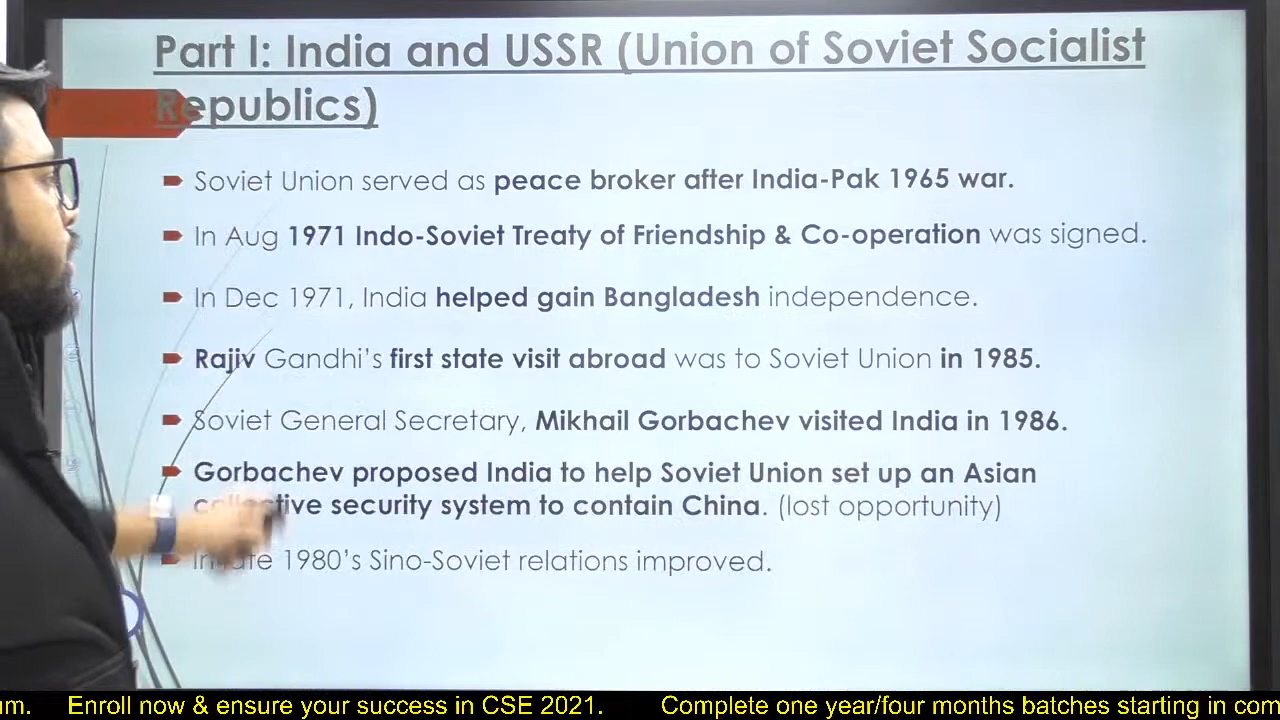 Part I: India and USSR (Union of Soviet Socialist
Republics)
Soviet Union served as peace broker after India-Pak 1965 war.
In Aug 1971 Indo-Soviet Treaty of Friendship & Co-operation was signed.
In Dec 1971, India helped gain Bangladesh independence.
Rajiv Gandhi's first state visit abroad was to Soviet Union in 1985.
Soviet General Secretary, Mikhail Gorbachev visited India in 1986.
Gorbachev proposed India to help Soviet Union set up an Asian
collective security system to contain China. (lost opportunity)
In late 1980's Sino-Soviet relations improved.
um. Enroll now & ensure your success in CSE 2021. Complete one year/four months batches starting in com